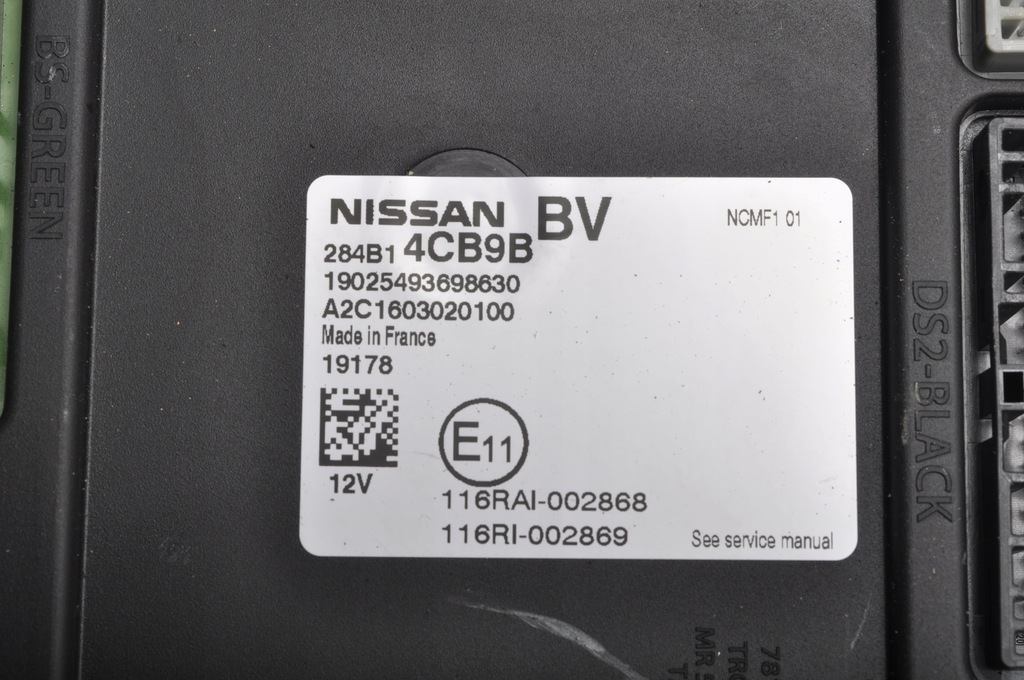 BS-GREEN
NISSAN BV
NCMF1 01
284B1 4CB9B
19025493698630
A2C1603020100
Made in France
19178
12V
E11
116RAI-002868
116RI-002869
See service manual
DS2-BLACK